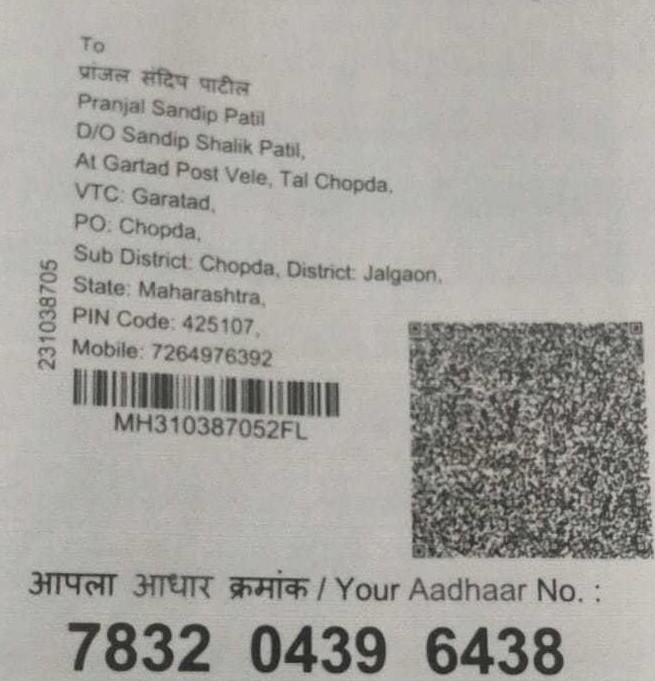 To
प्रांजल संदिप पाटील
Pranjal Sandip Patil
D/O Sandip Shalik Patil,
At Gartad Post Vele, Tal Chopda,
VTC: Garatad,
PO: Chopda,
Sub District: Chopda, District: Jalgaon,
State: Maharashtra,
PIN Code: 425107,
Mobile: 7264976392
231038705
MH310387052FL
आपला आधार क्रमांक / Your Aadhaar No. :
7832 0439 6438